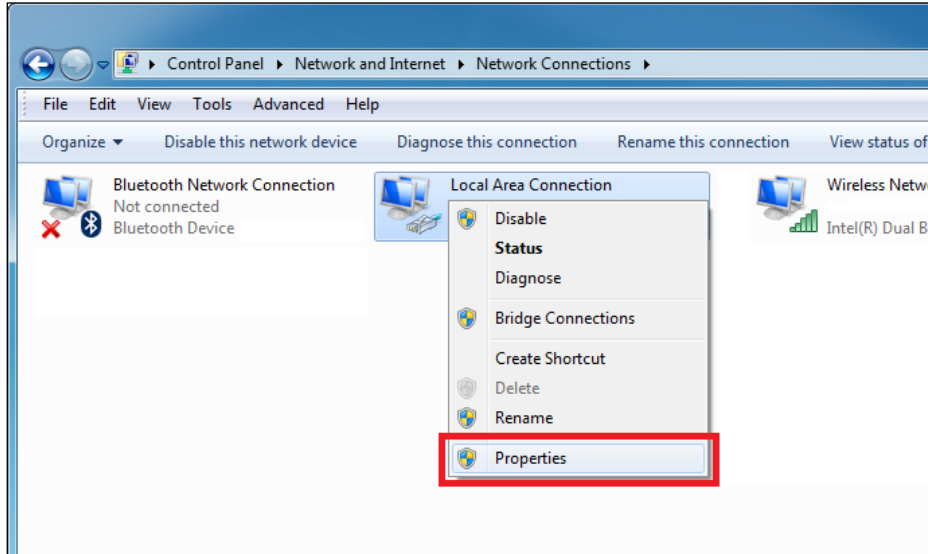 Control Panel Network and Internet Network Connections
File Edit View Tools Advanced Help
Organize Disable this network device Diagnose this connection Rename this connection View status of
Bluetooth Network Connection
Not connected
Bluetooth Device
Local Area Connection
Disable
Status
Diagnose
Bridge Connections
Create Shortcut
Delete
Rename
Properties
Wireless Netw
Intel(R) Dual B